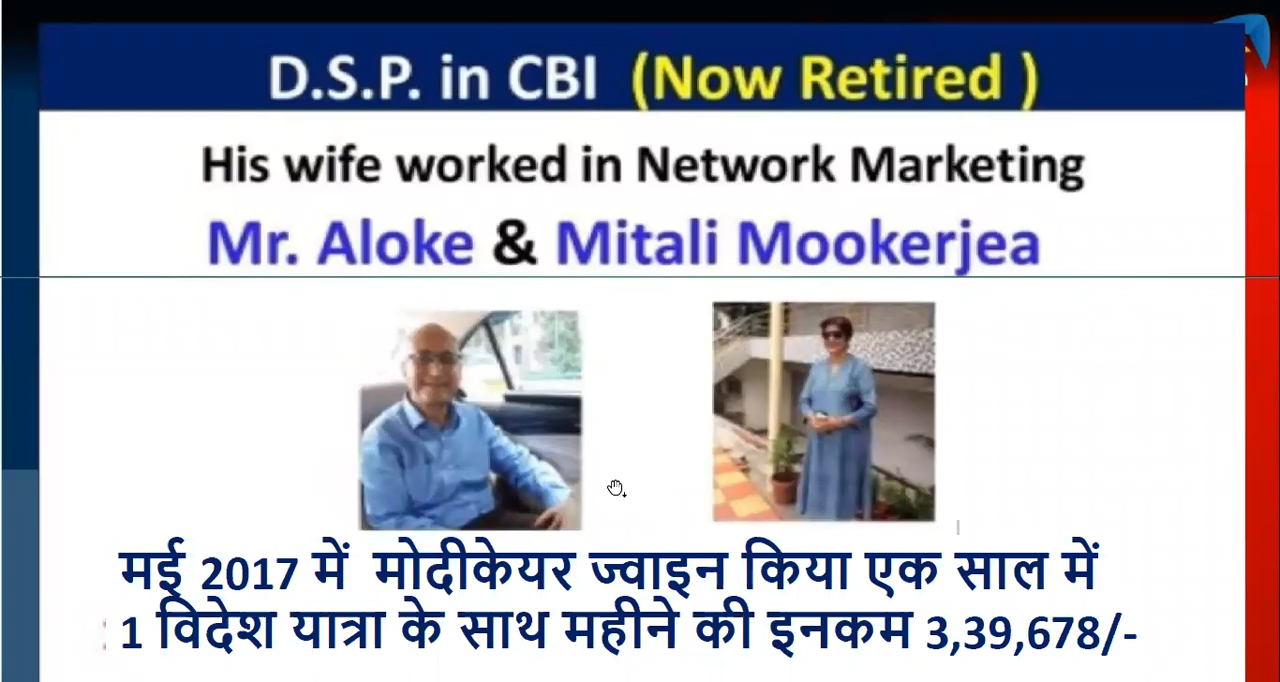 D.S.P. in CBI (Now Retired )
His wife worked in Network Marketing
Mr. Aloke & Mitali Mookerjea
मई 2017 में मोदीकेयर ज्वाइन किया एक साल में
1 विदेश यात्रा के साथ महीने की इनकम 3,39,678/-